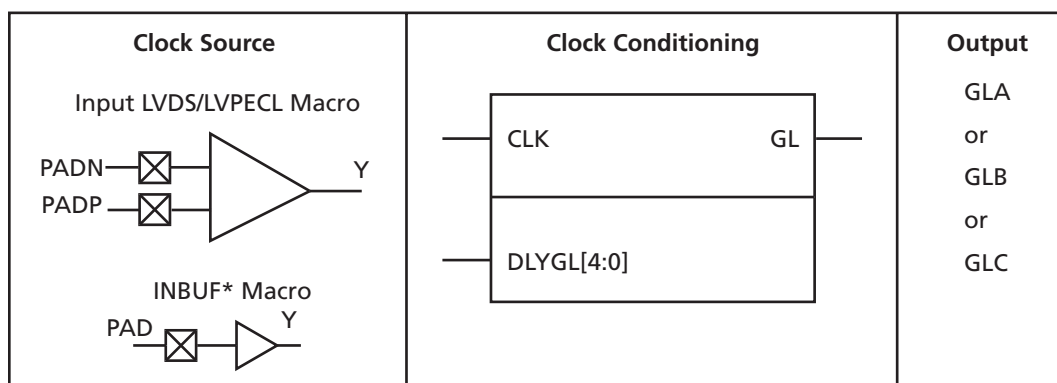 Clock Source
Input LVDS/LVPECL Macro
PADN
PADP
Y
INBUF* Macro
PAD
Y
Clock Conditioning
CLK
GL
DLYGL[4:0]
Output
GLA
or
GLB
or
GLC